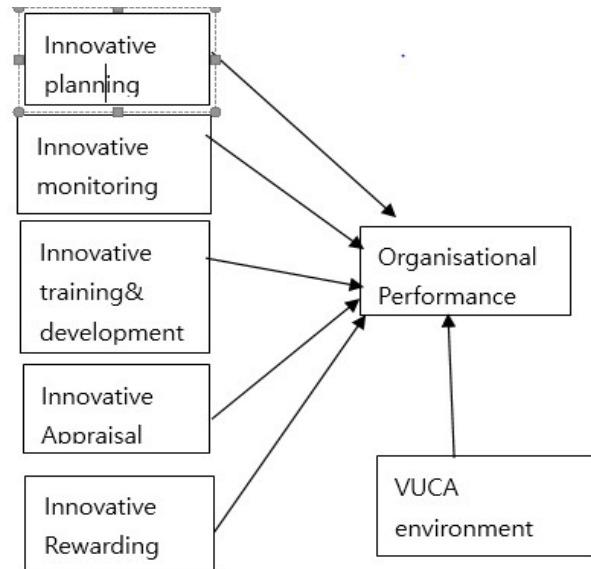 Innovative
planning
Innovative
monitoring
Innovative
training&
development
Innovative
Appraisal
Innovative
Rewarding
Organisational
Performance
VUCA
environment